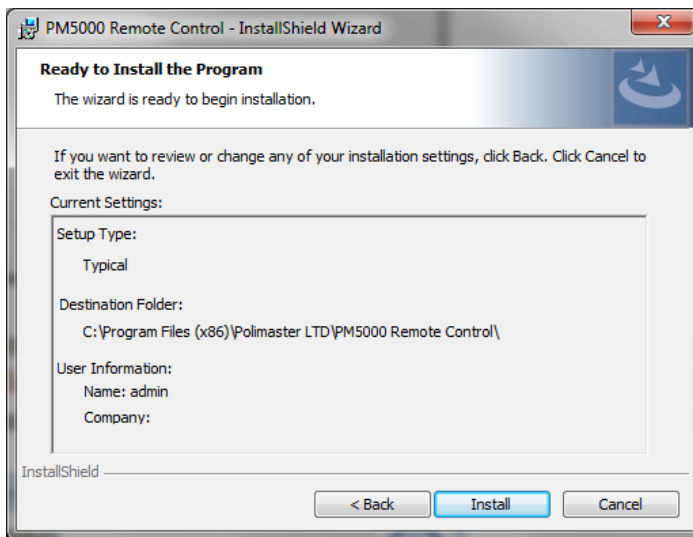 PM5000 Remote Control - InstallShield Wizard
Ready to Install the Program
The wizard is ready to begin installation.
If you want to review or change any of your installation settings, click Back. Click Cancel to
exit the wizard.
Current Settings:
Setup Type:
Typical
Destination Folder:
C:\Program Files (x86)\Polimaster LTD\PM5000 Remote Control\
User Information:
Name: admin
Company:
InstallShield
< Back
Install
Cancel